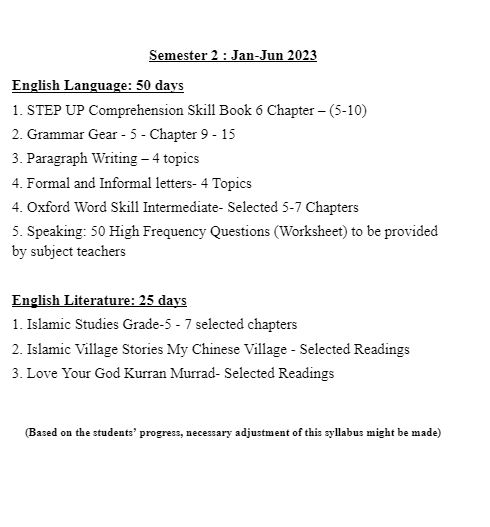 Semester 2 : Jan-Jun 2023
English Language: 50 days
1. STEP UP Comprehension Skill Book 6 Chapter – (5-10)
2. Grammar Gear - 5 - Chapter 9 - 15
3. Paragraph Writing – 4 topics
4. Formal and Informal letters- 4 Topics
4. Oxford Word Skill Intermediate- Selected 5-7 Chapters
5. Speaking: 50 High Frequency Questions (Worksheet) to be provided
by subject teachers
English Literature: 25 days
1. Islamic Studies Grade-5 - 7 selected chapters
2. Islamic Village Stories My Chinese Village - Selected Readings
3. Love Your God Kurran Murrad- Selected Readings
(Based on the students’ progress, necessary adjustment of this syllabus might be made)